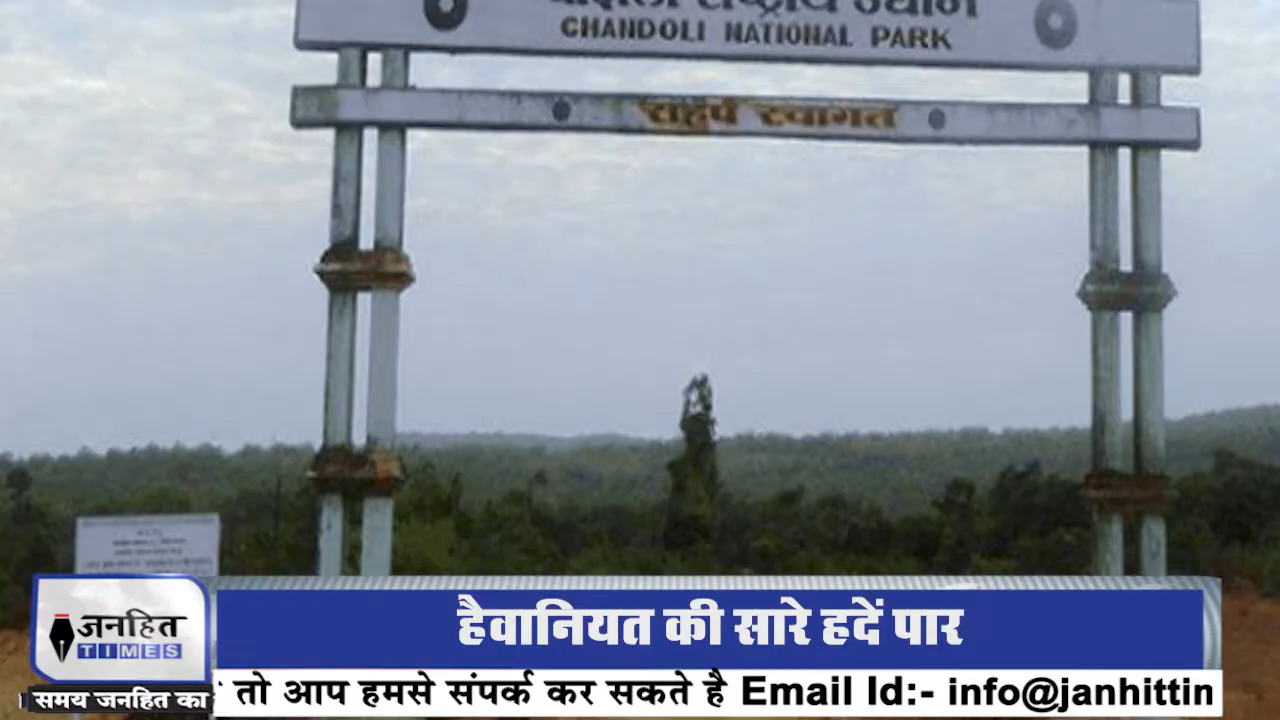 राष्ट्रीय उद्यान
CHANDOLI NATIONAL PARK
सहर्ष स्वागत
हैवानियत की सारे हदें पार
जनहित
TIMES
समय जनहित का
तो आप हमसे संपर्क कर सकते है Email Id:- info@janhittin